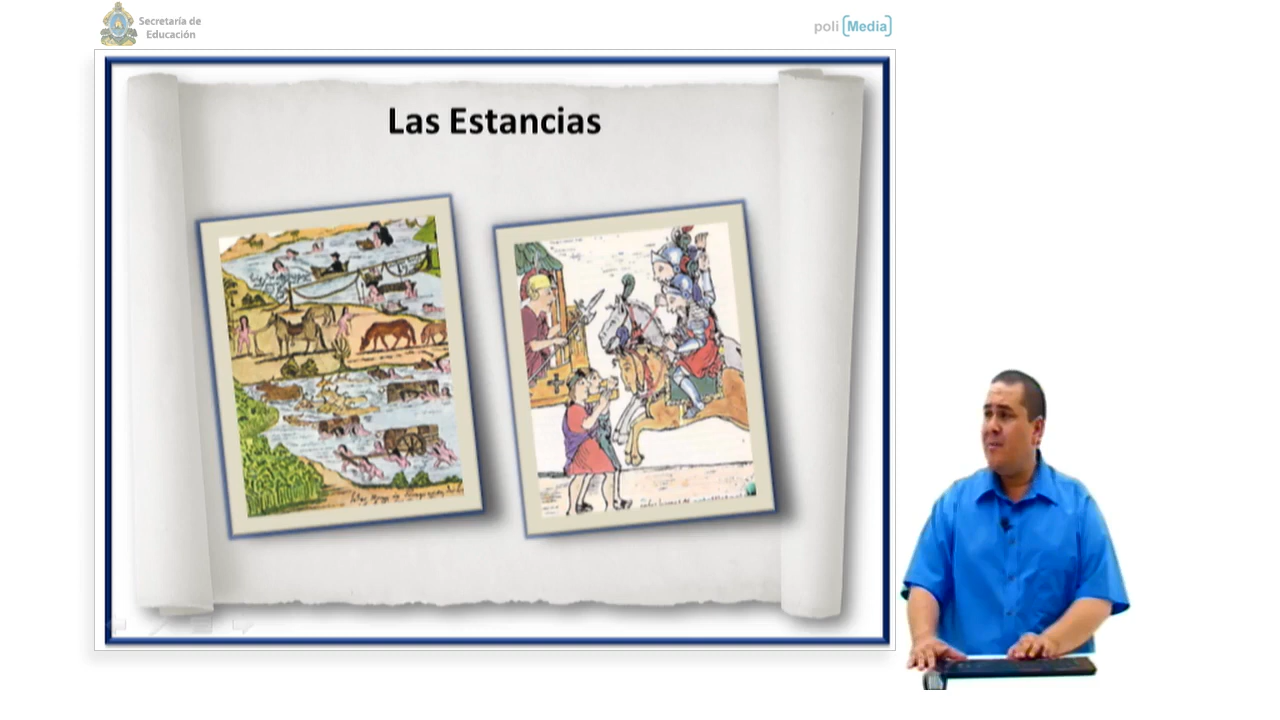 Secretaría de
Educación
poli [Media]
Las Estancias